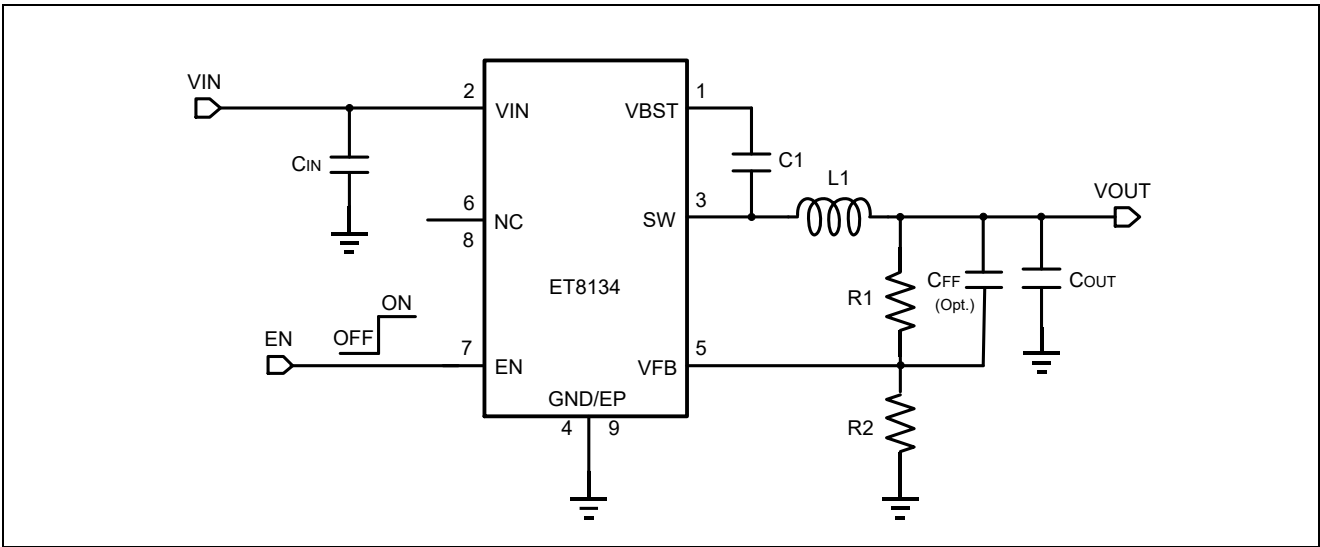 VIN
2
VIN
CIN
6
NC
8
ON
OFF
EN
7
EN
ET8134
GND/EP
4 9
VBST
1
C1
SW
3
L1
VOUT
R1
CFF
(Opt.)
COUT
VFB
5
R2